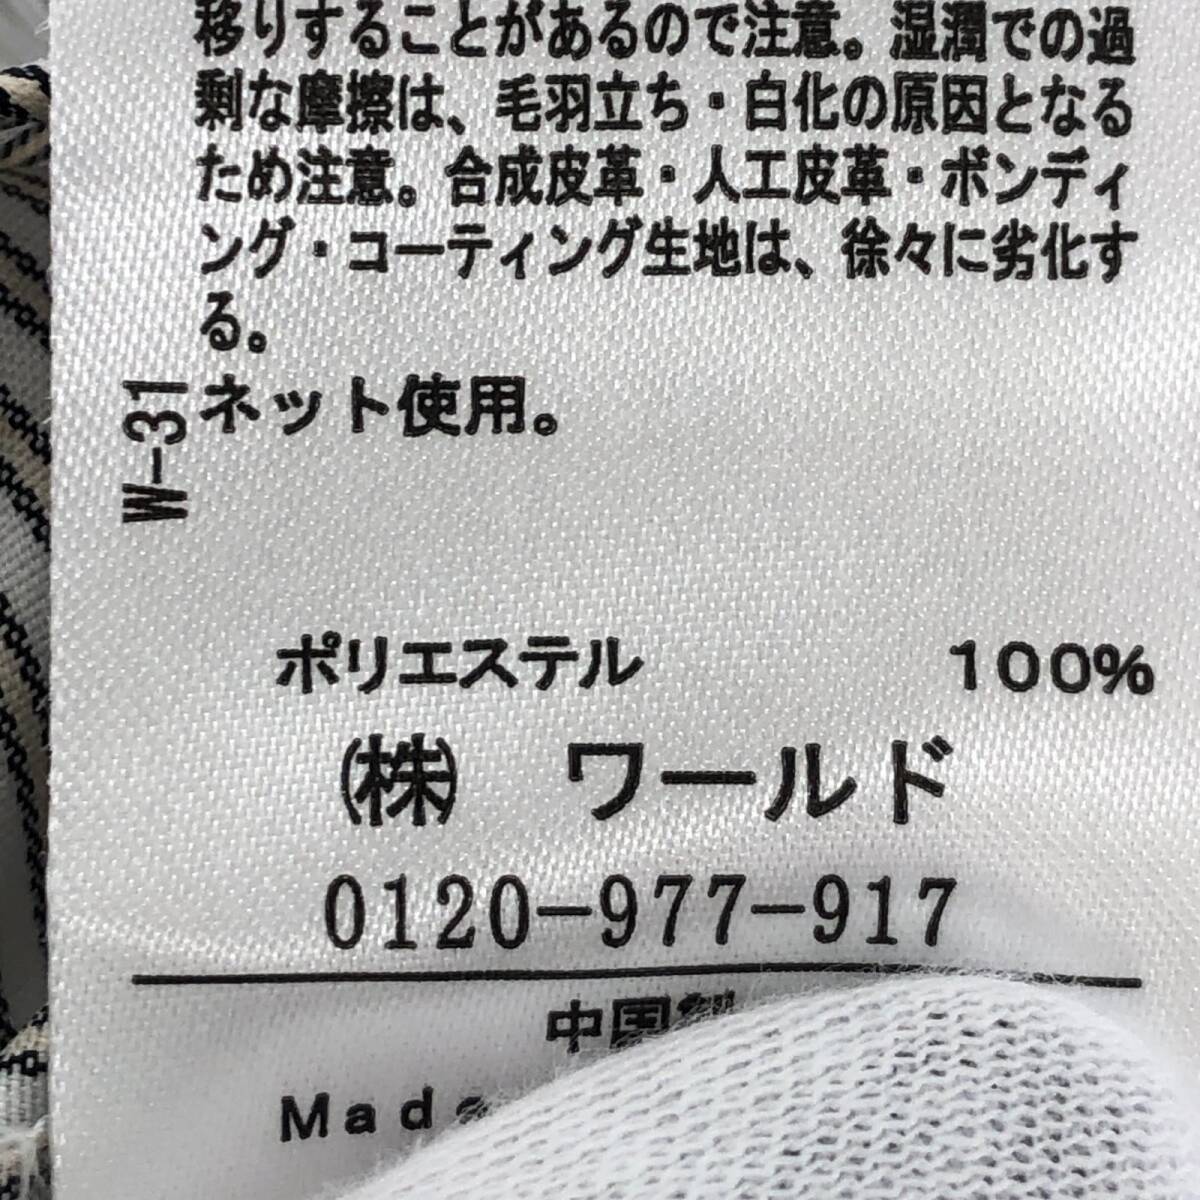 移りすることがあるので注意。湿潤での過
剰な摩擦は、毛羽立ち・白化の原因となる
ため注意。合成皮革・人工皮革・ボンディ
ング・コーティング生地は、徐々に劣化す
る。
ネット使用。
W-31
ポリエステル 100%
(株) ワールド
0120-977-917
中国製
Made